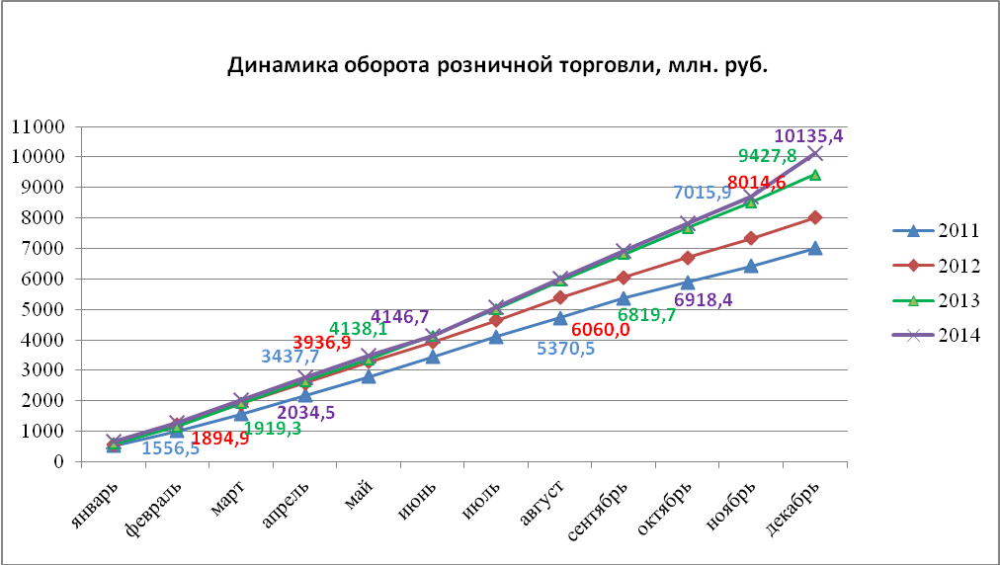 Динамика оборота розничной торговли, млн. руб.
11000
10000
9000
8000
7000
6000
5000
4000
3000
2000
1000
0
10135,4
9427,8
8014,6
7015,9
6918,4
6819,7
6060,0
5370,5
4146,7
4138,1
3936,9
3437,7
2034,5
1919,3
1894,9
1556,5
январь
февраль
март
апрель
май
июнь
июль
август
сентябрь
октябрь
ноябрь
декабрь
2011
2012
2013
2014